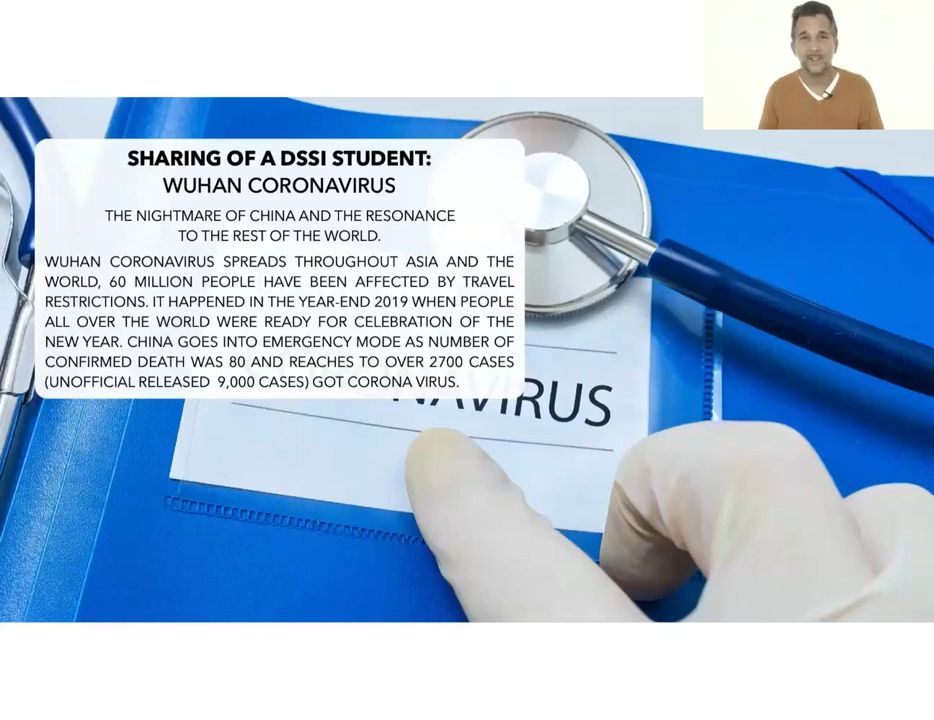 SHARING OF A DSSI STUDENT:
WUHAN CORONAVIRUS
THE NIGHTMARE OF CHINA AND THE RESONANCE
TO THE REST OF THE WORLD.
WUHAN CORONAVIRUS SPREADS THROUGHOUT ASIA AND THE
WORLD, 60 MILLION PEOPLE HAVE BEEN AFFECTED BY TRAVEL
RESTRICTIONS. IT HAPPENED IN THE YEAR-END 2019 WHEN PEOPLE
ALL OVER THE WORLD WERE READY FOR CELEBRATION OF THE
NEW YEAR. CHINA GOES INTO EMERGENCY MODE AS NUMBER OF
CONFIRMED DEATH WAS 80 AND REACHES TO OVER 2700 CASES
(UNOFFICIAL RELEASED 9,000 CASES) GOT CORONA VIRUS.